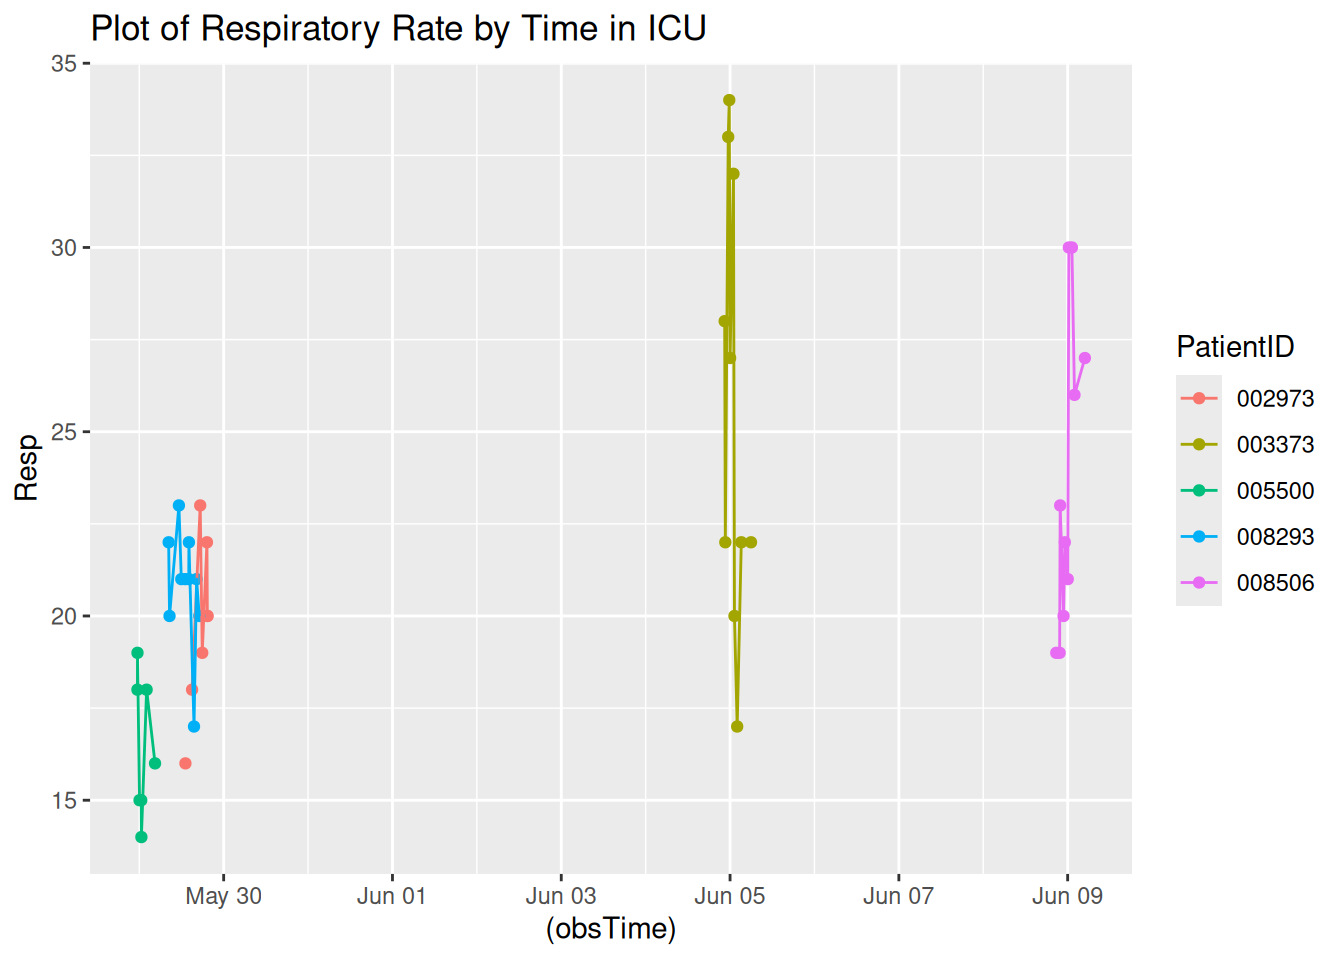 Plot of Respiratory Rate by Time in ICU
35
30
25
20
15
Resp
May 30
Jun 01
Jun 03
Jun 05
Jun 07
Jun 09
(obsTime)
PatientID
002973
003373
005500
008293
008506